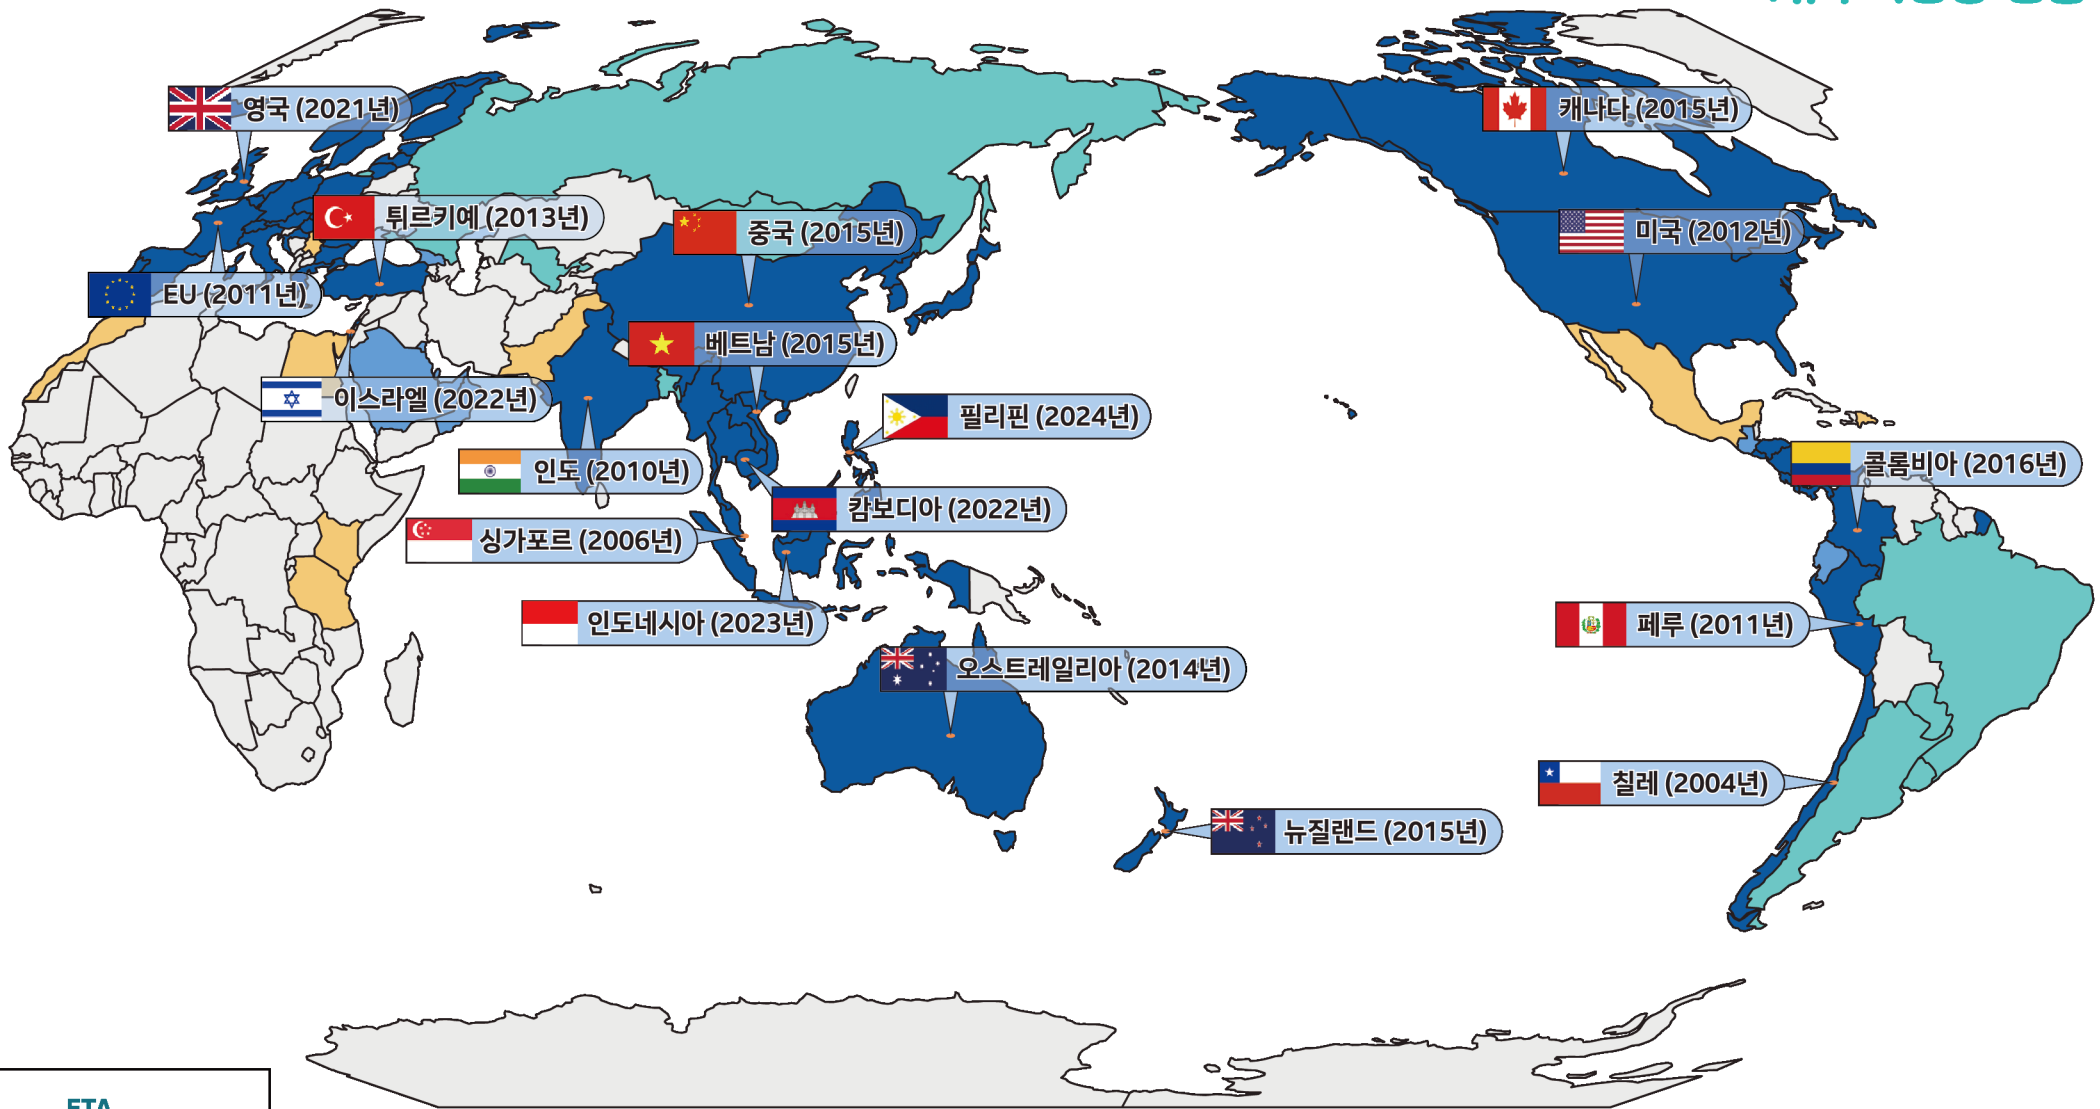 영국 (2021년)
캐나다 (2015년)
튀르키예 (2013년)
중국 (2015년)
미국 (2012년)
EU (2011년)
베트남 (2015년)
이스라엘 (2022년)
필리핀 (2024년)
인도 (2010년)
콜롬비아 (2016년)
캄보디아 (2022년)
싱가포르 (2006년)
인도네시아 (2023년)
페루 (2011년)
오스트레일리아 (2014년)
칠레 (2004년)
뉴질랜드 (2015년)
FTA